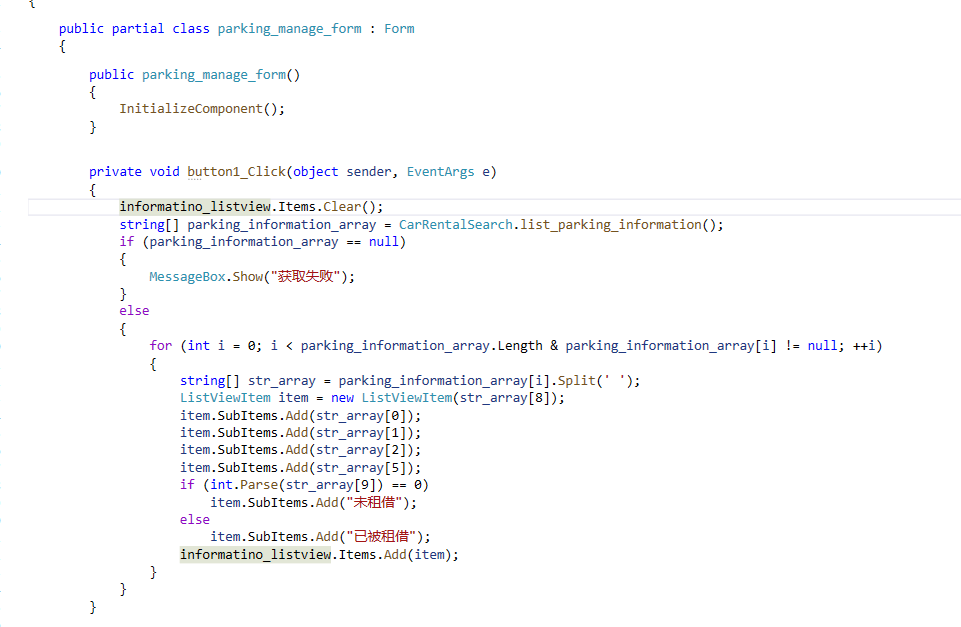 {
public partial class parking_manage_form : Form
{
public parking_manage_form()
{
InitializeComponent();
}
private void button1_Click(object sender, EventArgs e)
{
informatino_listview.Items.Clear();
string[] parking_information_array = CarRentalSearch.list_parking_information();
if (parking_information_array == null)
{
MessageBox.Show("获取失败");
}
else
{
for (int i = 0; i < parking_information_array.Length & parking_information_array[i] != null; ++i)
{
string[] str_array = parking_information_array[i].Split(' ');
ListViewItem item = new ListViewItem(str_array[8]);
item.SubItems.Add(str_array[0]);
item.SubItems.Add(str_array[1]);
item.SubItems.Add(str_array[2]);
item.SubItems.Add(str_array[5]);
if (int.Parse(str_array[9]) == 0)
item.SubItems.Add("未租借");
else
item.SubItems.Add("已被租借");
informatino_listview.Items.Add(item);
}
}
}